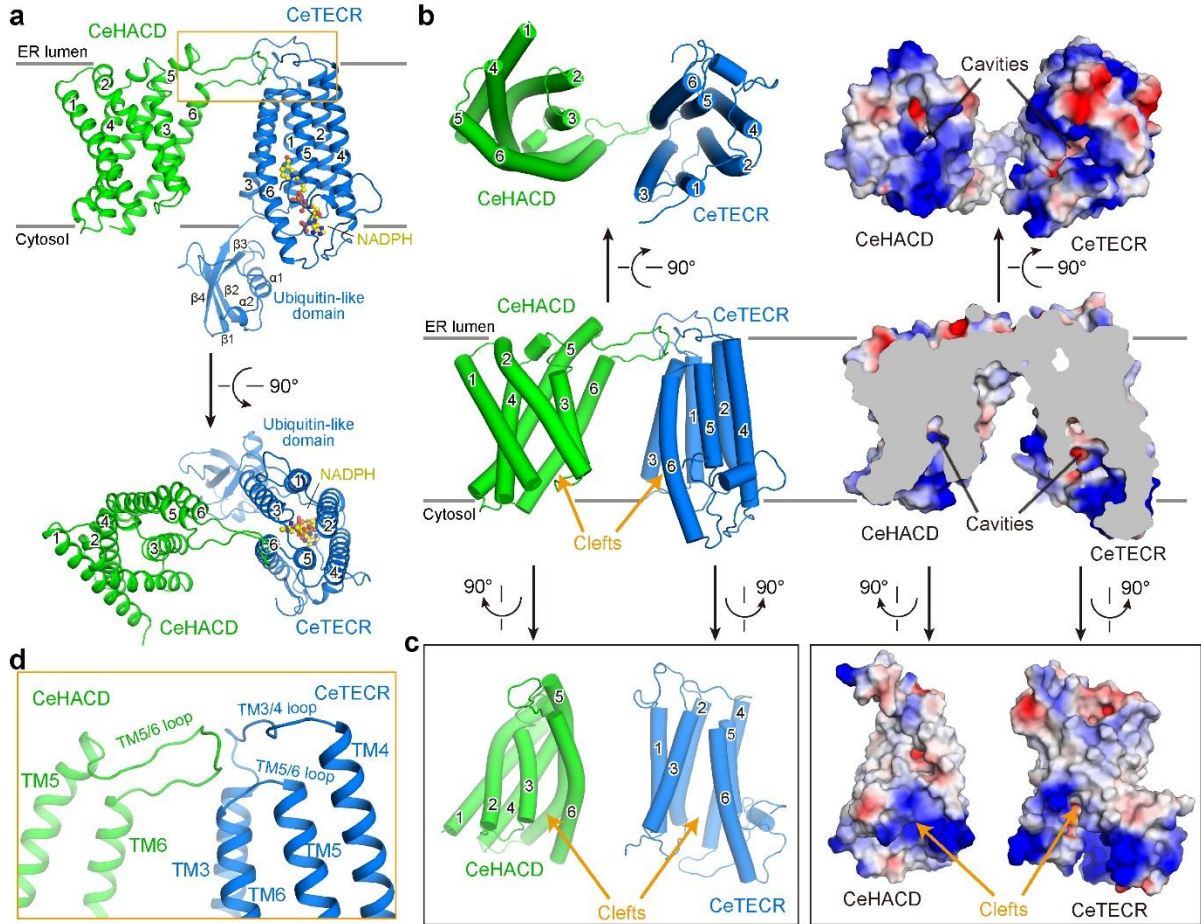 a
CeHACD
CeTECR
ER lumen
1
2
5
4
3
6
1
2
5
4
3
6
NADPH
Cytosol
β3
β4
β2
α1
α2
β1
Ubiquitin-like
domain
90°
Ubiquitin-like
domain
NADPH
1
2
4
5
6
3
1
3
2
6
5
4
CeHACD
CeTECR
b
1
4
2
3
5
6
CeHACD
6
5
4
2
3
1
CeTECR
Cavities
CeHACD
CeTECR
90°
90°
CeHACD
CeTECR
ER lumen
1
2
5
4
3
6
1
2
5
3
6
4
Cytosol
Clefts
Cavities
CeHACD
CeTECR
90°
90°
90°
90°
c
5
3
2
4
1
6
CeHACD
2
4
1
5
3
6
CeTECR
Clefts
CeHACD
Clefts
CeTECR
d
CeHACD
CeTECR
TM5/6 loop
TM3/4 loop
TM5/6 loop
TM4
TM5
TM6
TM3
TM5
TM6